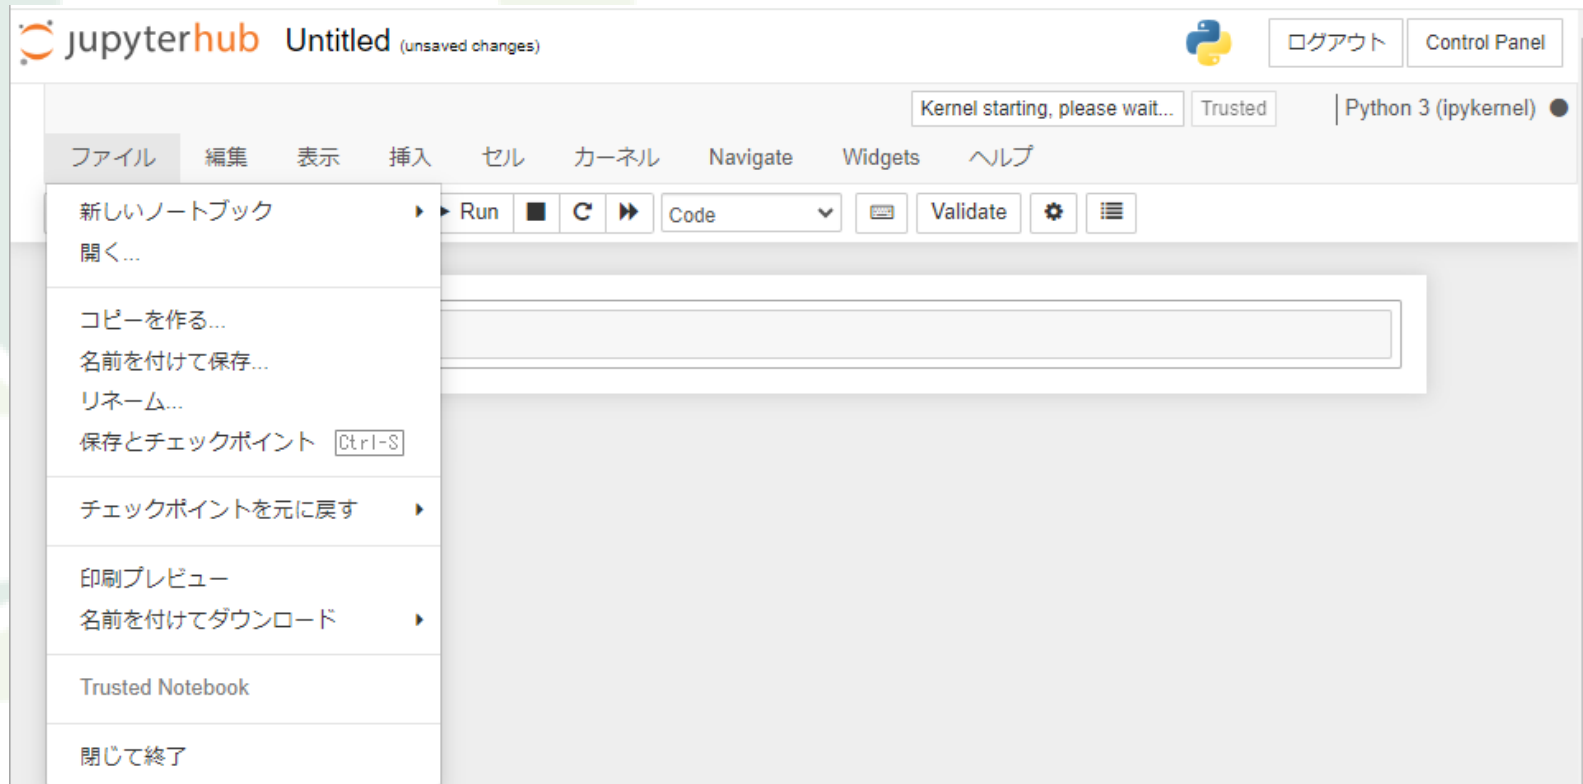 jupyterhub Untitled (unsaved changes) ログアウト Control Panel
Kernel starting, please wait... Trusted Python 3 (ipykernel)
ファイル 編集 表示 挿入 セル カーネル Navigate Widgets ヘルプ
Run Code Validate
新しいノートブック
開く...
コピーを作る...
名前を付けて保存...
リネーム...
保存とチェックポイント Ctrl-S
チェックポイントを元に戻す
印刷プレビュー
名前を付けてダウンロード
Trusted Notebook
閉じて終了